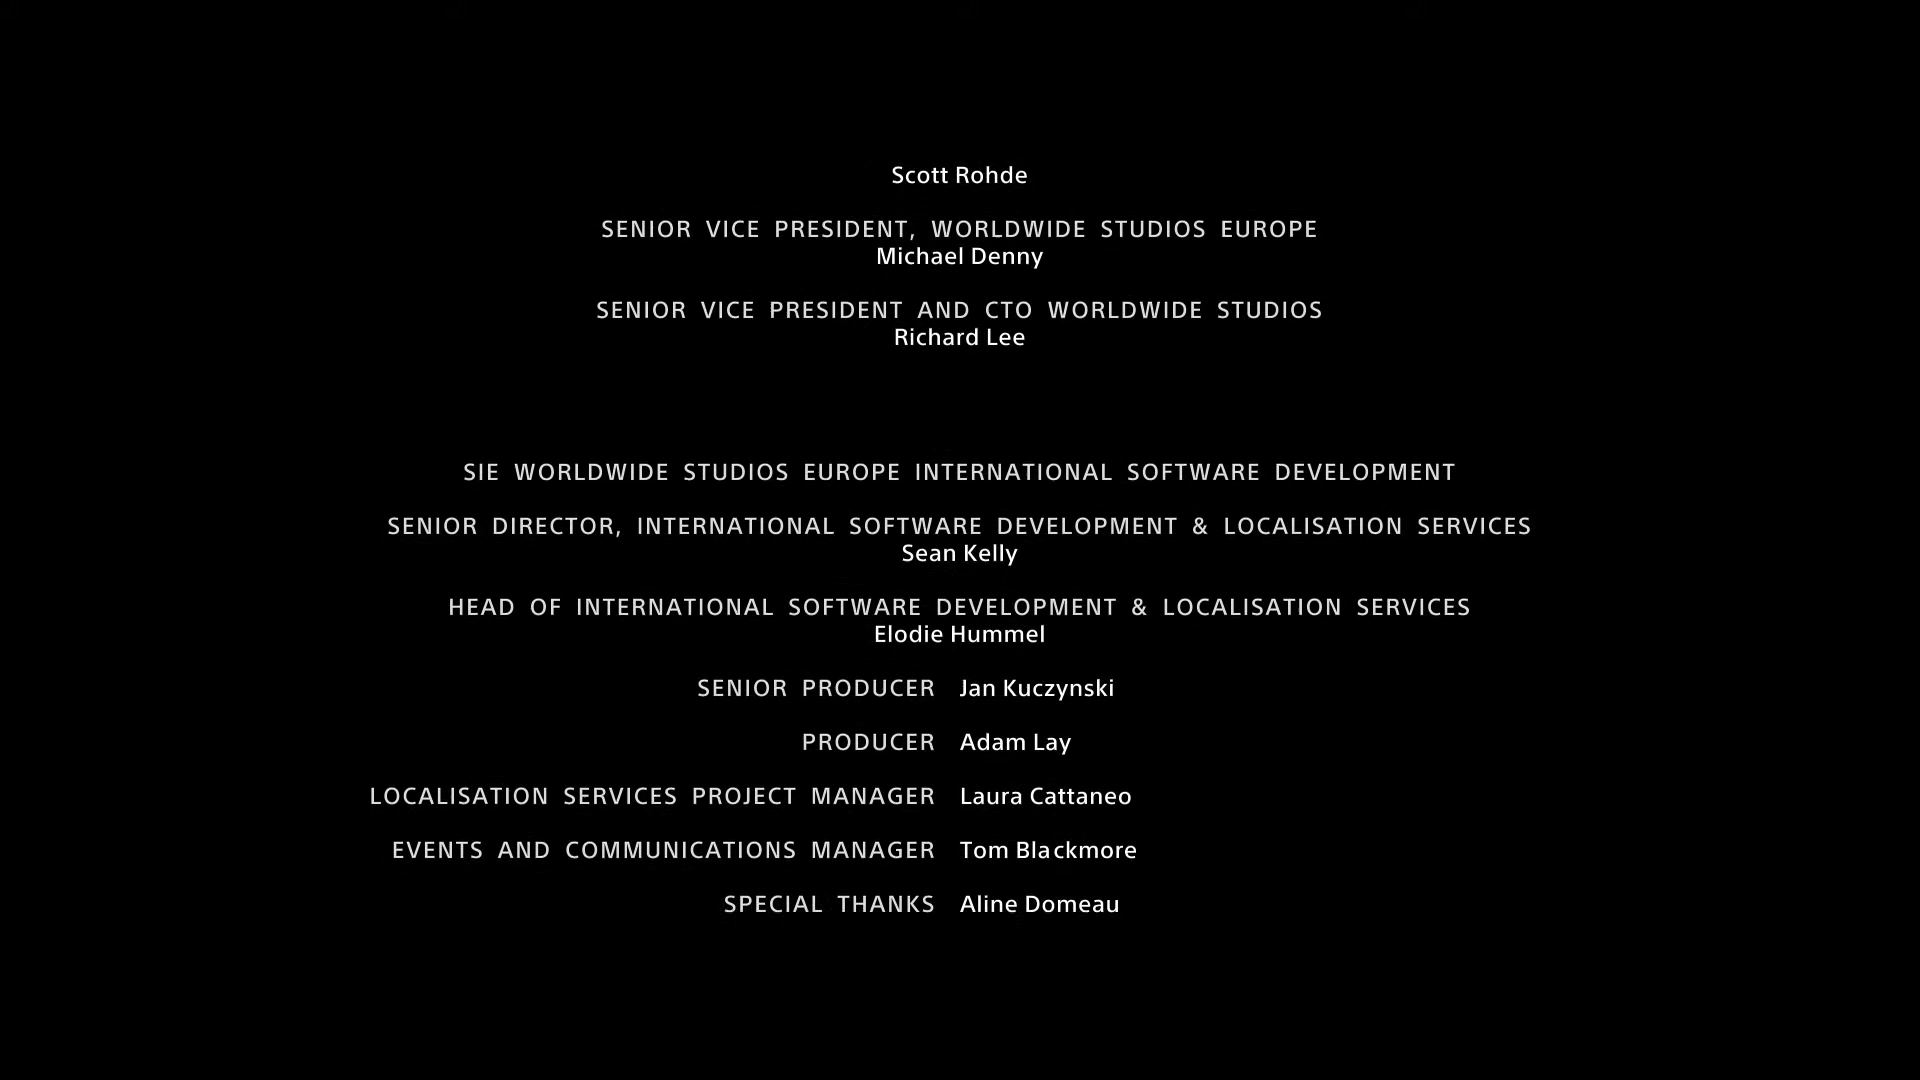 Scott Rohde
SENIOR VICE PRESIDENT, WORLDWIDE STUDIOS EUROPE
Michael Denny
SENIOR VICE PRESIDENT AND CTO WORLDWIDE STUDIOS
Richard Lee
SIE WORLDWIDE STUDIOS EUROPE INTERNATIONAL SOFTWARE DEVELOPMENT
SENIOR DIRECTOR, INTERNATIONAL SOFTWARE DEVELOPMENT & LOCALISATION SERVICES
Sean Kelly
HEAD OF INTERNATIONAL SOFTWARE DEVELOPMENT & LOCALISATION SERVICES
Elodie Hummel
SENIOR PRODUCER Jan Kuczynski
PRODUCER Adam Lay
LOCALISATION SERVICES PROJECT MANAGER Laura Cattaneo
EVENTS AND COMMUNICATIONS MANAGER Tom Blackmore
SPECIAL THANKS Aline Domeau